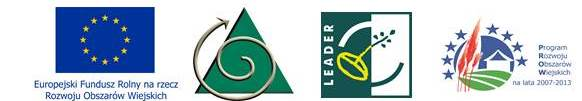 Europejski Fundusz Rolny na rzecz
Rozwoju Obszarów Wiejskich
LEADER
Program
Rozwoju
Obszarów
Wiejskich
na lata 2007-2013